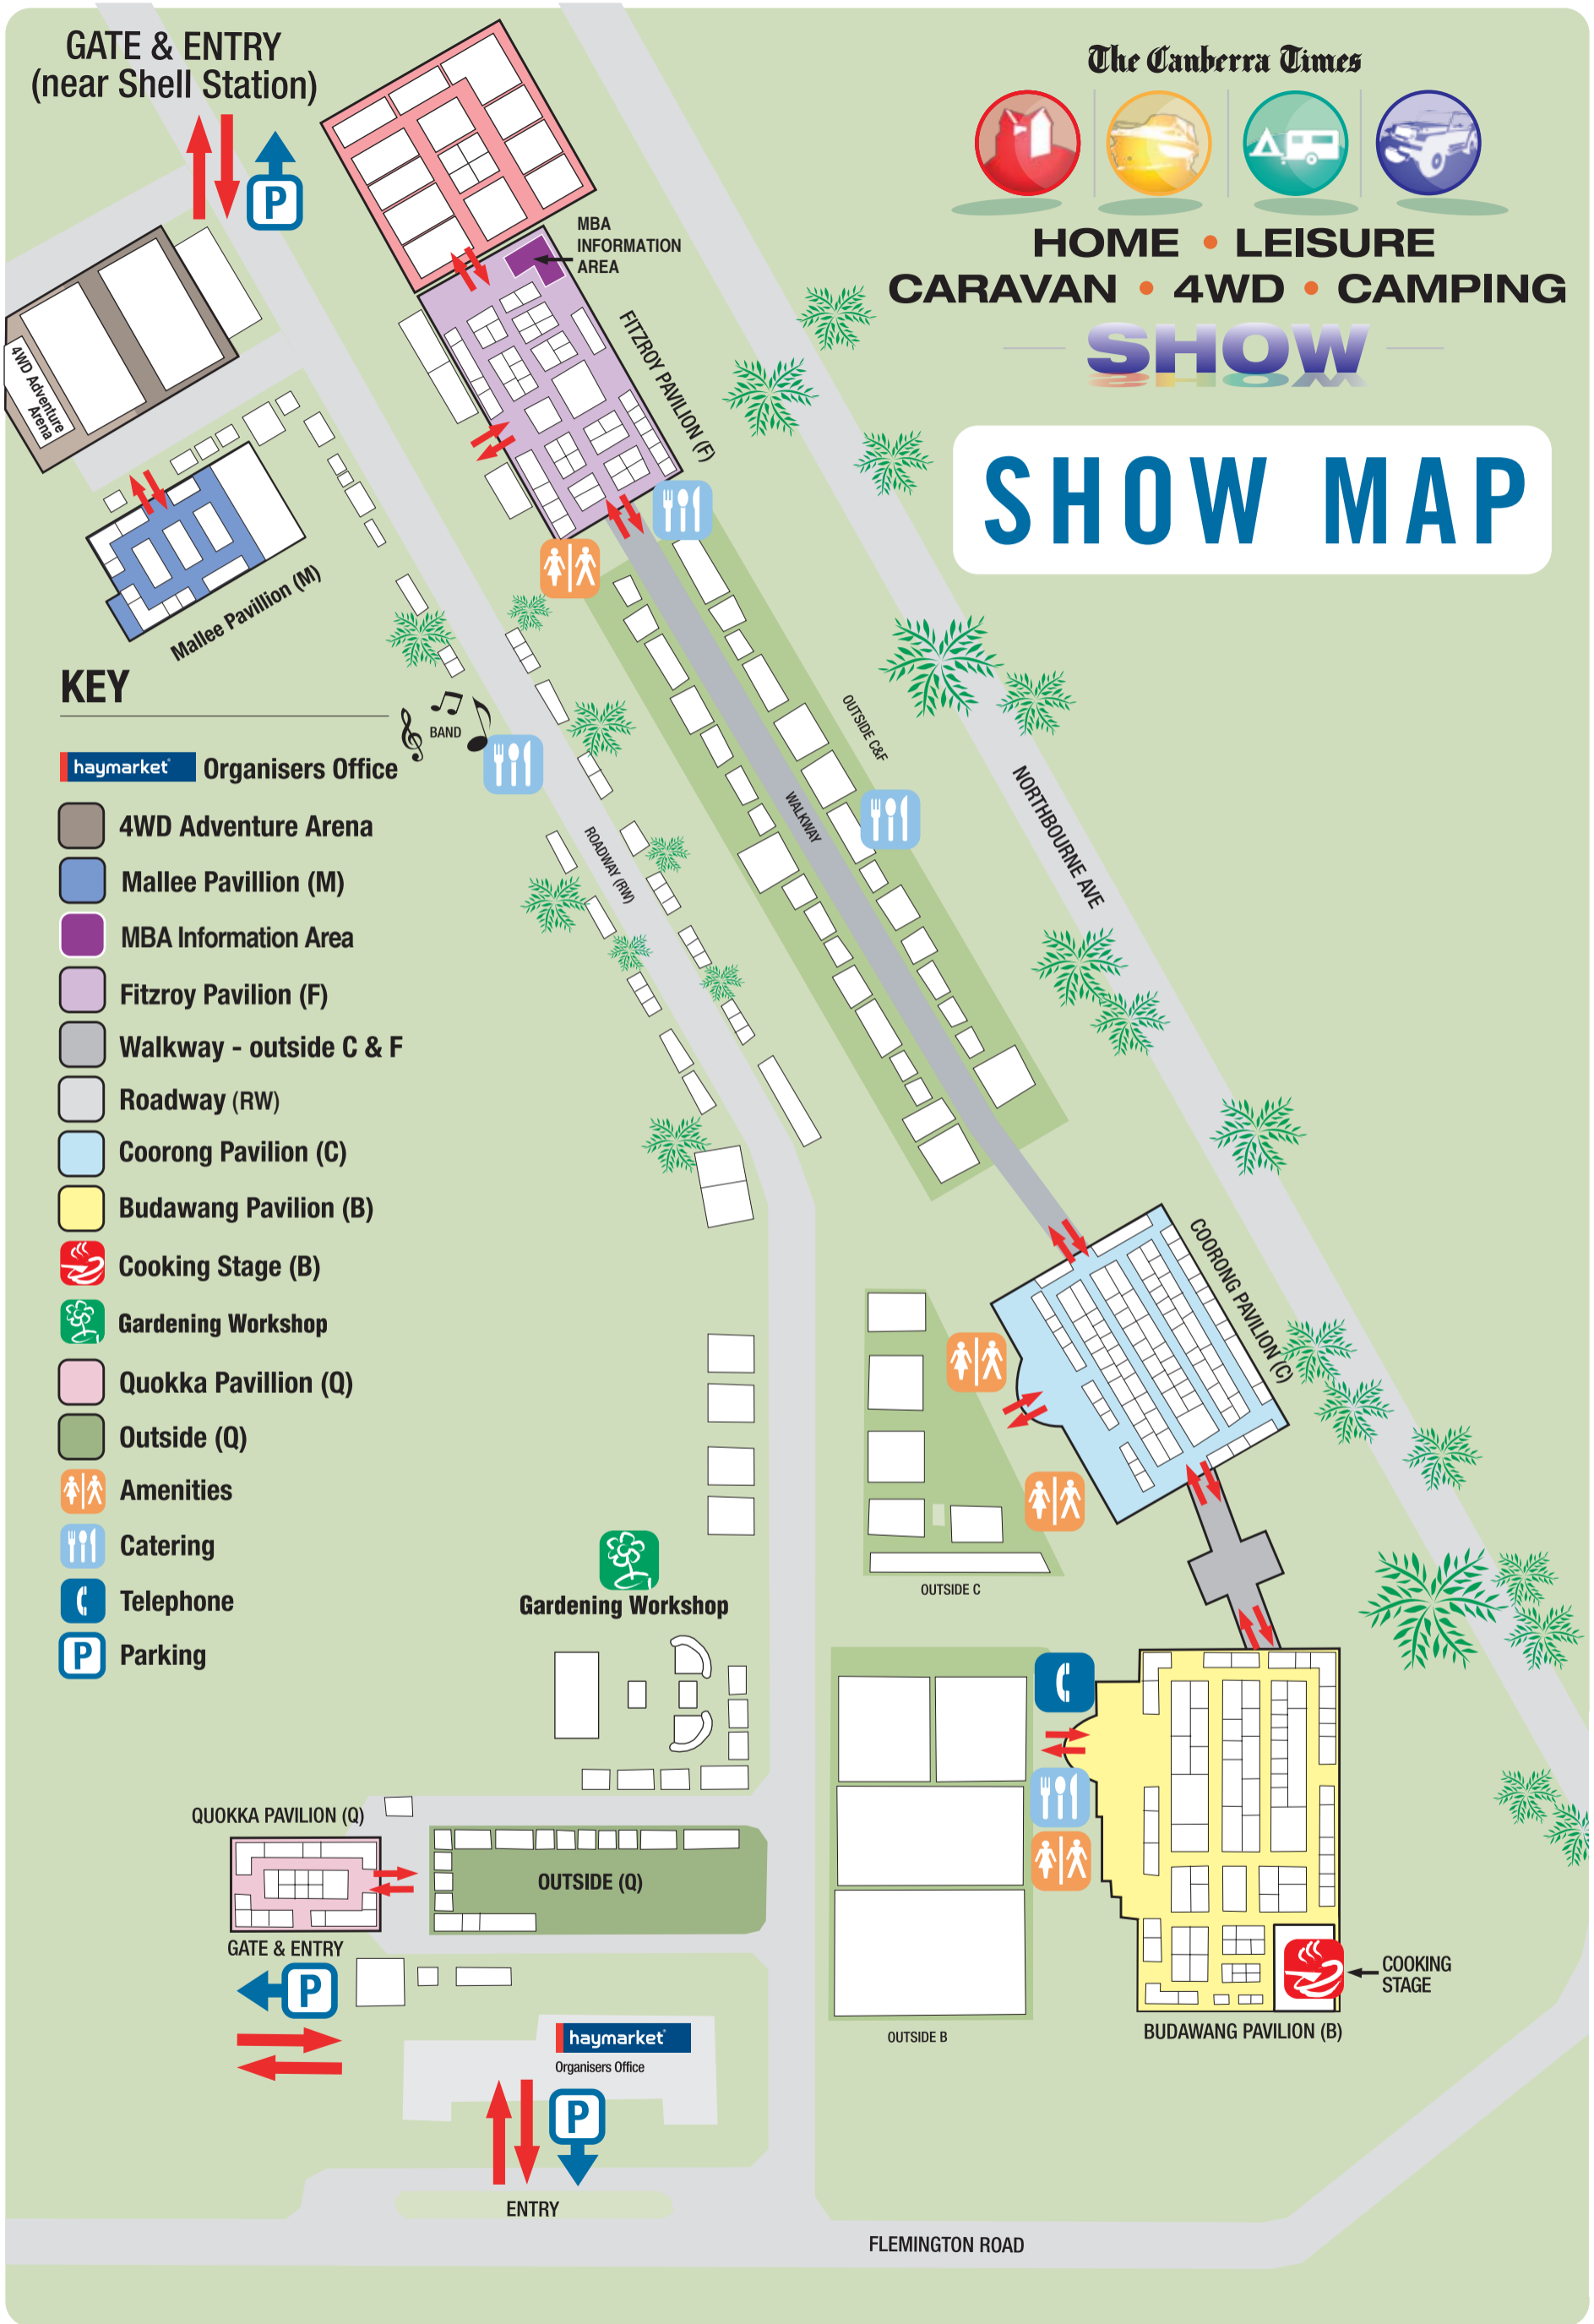 GATE & ENTRY
(near Shell Station)
P
The Canberra Times
HOME • LEISURE
CARAVAN • 4WD • CAMPING
SHOW
SHOW MAP
MBA
INFORMATION
AREA
FITZROY PAVILION (F)
4WD Adventure
Arena
Mallee Pavillion (M)
KEY
haymarket Organisers Office
4WD Adventure Arena
Mallee Pavillion (M)
MBA Information Area
Fitzroy Pavilion (F)
Walkway - outside C & F
Roadway (RW)
Coorong Pavilion (C)
Budawang Pavilion (B)
Cooking Stage (B)
Gardening Workshop
Quokka Pavillion (Q)
Outside (Q)
Amenities
Catering
Telephone
P Parking
BAND
ROADWAY (RW)
WALKWAY
OUTSIDE C&F
NORTHBOURNE AVE
COORONG PAVILION (C)
OUTSIDE C
Gardening Workshop
QUOKKA PAVILION (Q)
OUTSIDE (Q)
GATE & ENTRY
P
haymarket
Organisers Office
P
ENTRY
OUTSIDE B
COOKING
STAGE
BUDAWANG PAVILION (B)
FLEMINGTON ROAD